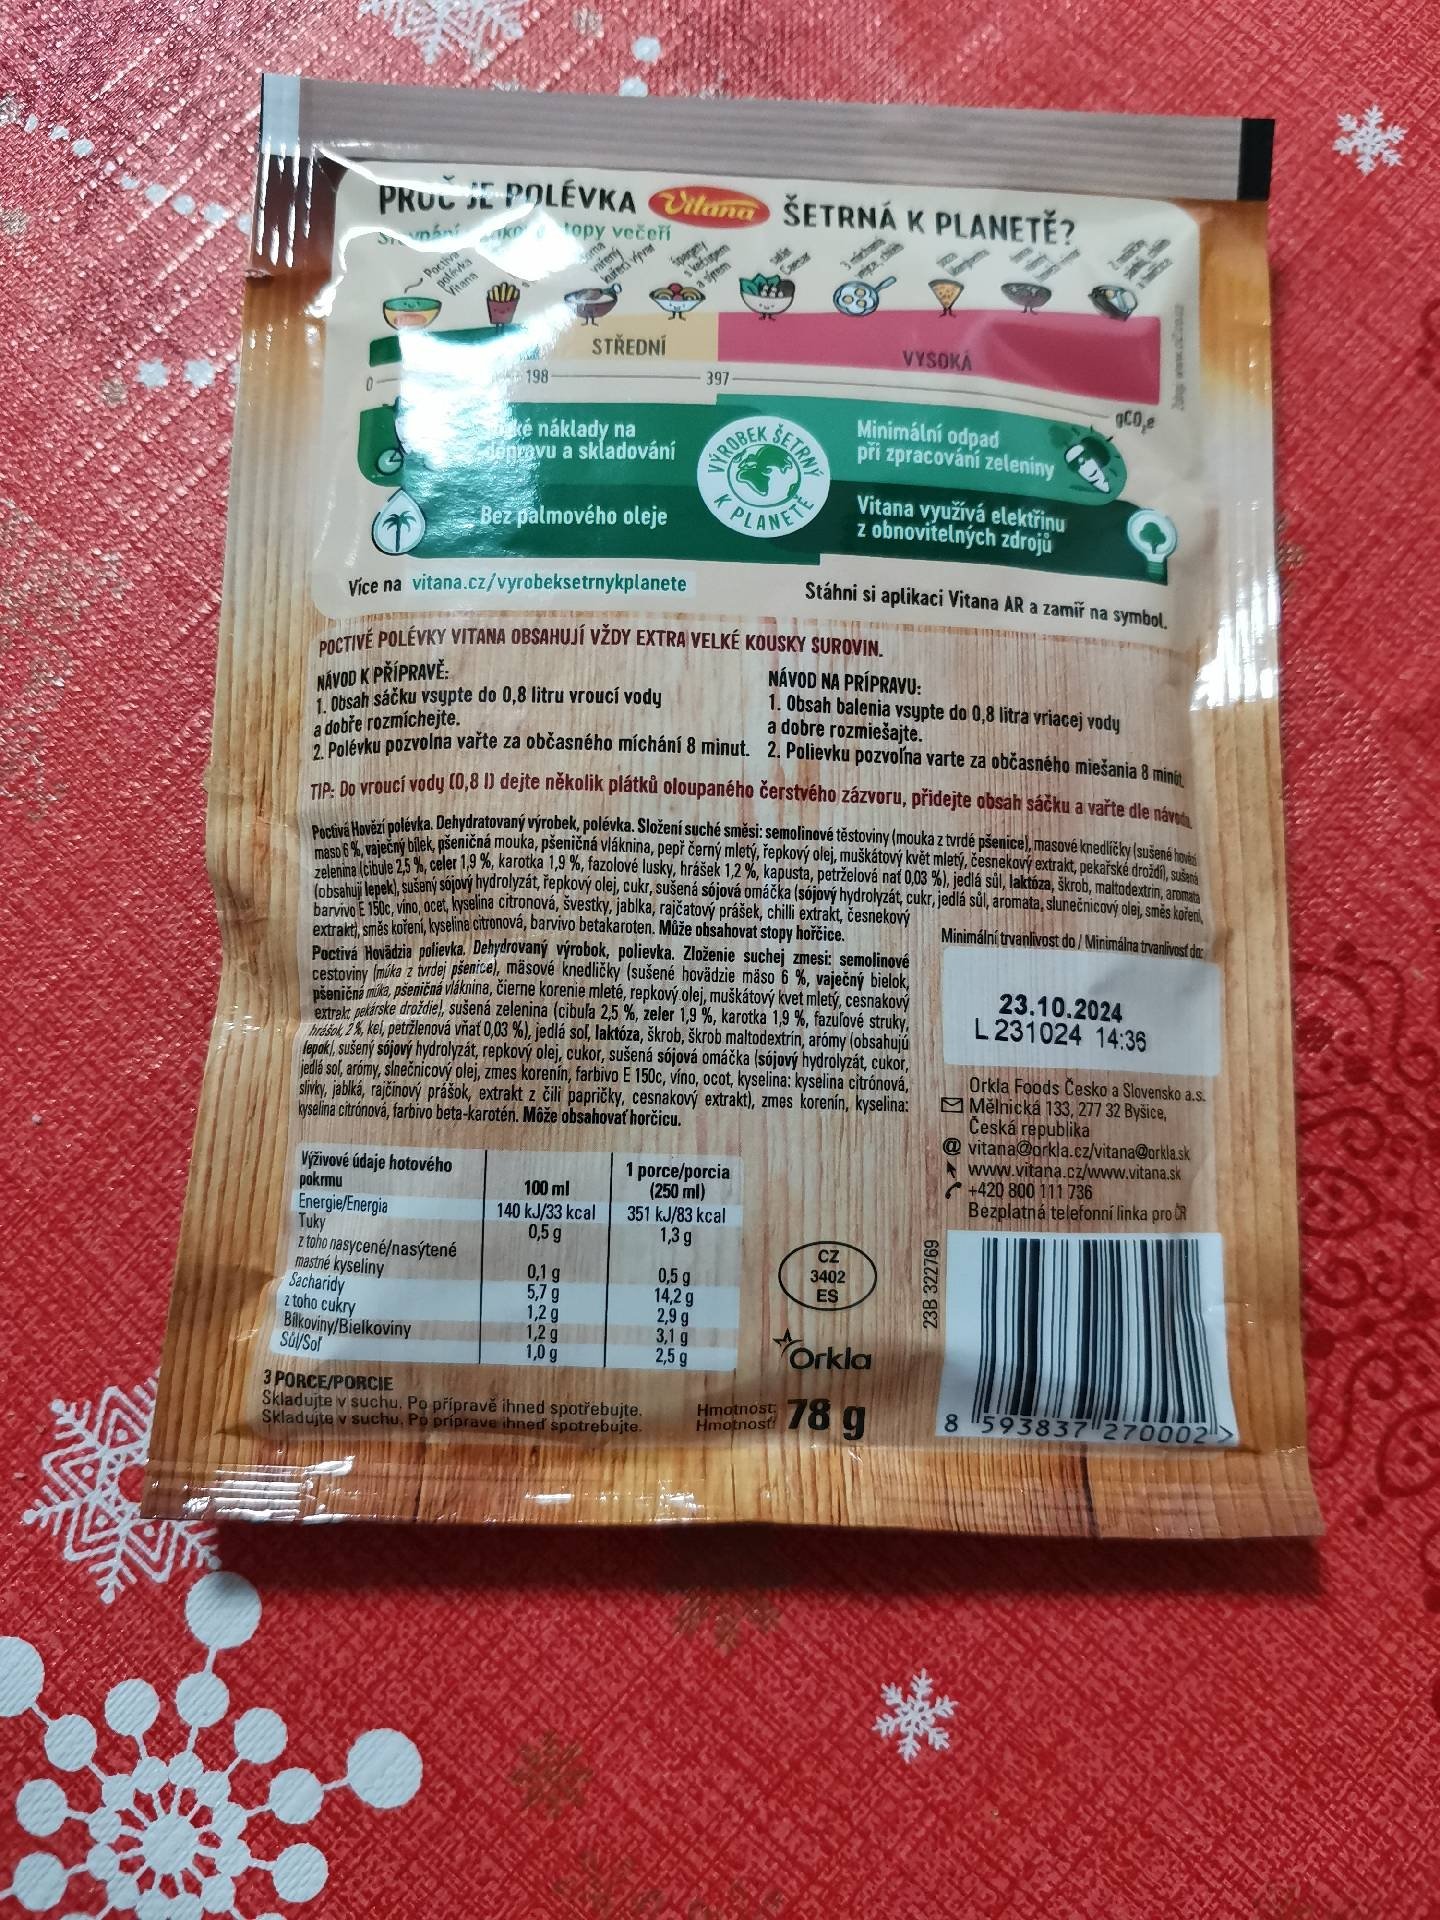 PROČ JE POLÉVKA Vitana ŠETRNÁ K PLANETĚ?
topy večeří
Poctivá polévka Vitana
vařený kuřecí vývar
špagety s kečupem a sýrem
salát Caesar
STŘEDNÍ
VYSOKÁ
0
198
397
gCO₂e
náklady na
dopravu a skladování
Minimální odpad
při zpracování zeleniny
VÝROBEK ŠETRNÝ K PLANETĚ
Bez palmového oleje
Vitana využívá elektřinu
z obnovitelných zdrojů
Více na vitana.cz/vyrobeksetrnykplanete
Stáhni si aplikaci Vitana AR a zamiř na symbol.
POCTIVÉ POLÉVKY VITANA OBSAHUJÍ VŽDY EXTRA VELKÉ KOUSKY SUROVIN.
NÁVOD K PŘÍPRAVĚ:
1. Obsah sáčku vsypte do 0,8 litru vroucí vody
a dobře rozmíchejte.
2. Polévku pozvolna vařte za občasného míchání 8 minut.
NÁVOD NA PRÍPRAVU:
1. Obsah balenia vsypte do 0,8 litra vriacej vody
a dobre rozmiešajte.
2. Polievku pozvoľna varte za občasného miešania 8 minút.
TIP: Do vroucí vody (0,8 l) dejte několik plátků oloupaného čerstvého zázvoru, přidejte obsah sáčku a vařte dle návodu.
Poctivá Hovězí polévka. Dehydratovaný výrobek, polévka. Složení suché směsi: semolinové těstoviny (mouka z tvrdé pšenice), masové knedlíčky (sušené hovězí
maso 6 %, vaječný bílek, pšeničná mouka, pšeničná vláknina, pepř černý mletý, řepkový olej, muškátový květ mletý, česnekový extrakt, pekařské droždí), sušená
zelenina (cibule 2,5 %, celer 1,9 %, karotka 1,9 %, fazolové lusky, hrášek 1,2 %, kapusta, petrželová nať 0,03 %), jedlá sůl, laktóza, škrob, maltodextrin, aromata
(obsahují lepek), sušený sójový hydrolyzát, řepkový olej, cukr, sušená sójová omáčka (sójový hydrolyzát, cukr, jedlá sůl, aromata, slunečnicový olej, směs koření,
barvivo E 150c, víno, ocet, kyselina citronová, švestky, jablka, rajčatový prášek, chilli extrakt, česnekový
extrakt), směs koření, kyselina citronová, barvivo betakaroten. Může obsahovat stopy hořčice.
Poctivá Hovädzia polievka. Dehydrovaný výrobok, polievka. Zloženie suchej zmesi: semolinové
cestoviny (múka z tvrdej pšenice), mäsové knedličky (sušené hovädzie mäso 6 %, vaječný bielok,
pšeničná múka, pšeničná vláknina, čierne korenie mleté, repkový olej, muškátový kvet mletý, cesnakový
extrakt, pekárske droždie), sušená zelenina (cibuľa 2,5 %, zeler 1,9 %, karotka 1,9 %, fazuľové struky,
hrášok 2 %, kel, petržlenová vňať 0,03 %), jedlá soľ, laktóza, škrob, škrob maltodextrin, arómy (obsahujú
lepok), sušený sójový hydrolyzát, repkový olej, cukor, sušená sójová omáčka (sójový hydrolyzát, cukor,
jedlá soľ, arómy, slnečnicový olej, zmes korenín, farbivo E 150c, víno, ocot, kyselina: kyselina citrónová,
slivky, jablká, rajčinový prášok, extrakt z čili papričky, cesnakový extrakt), zmes korenín, kyselina:
kyselina citrónová, farbivo beta-karotén. Môže obsahovať horčicu.
Minimální trvanlivost do / Minimálna trvanlivosť do:
23.10.2024
L231024 14:36
Orkla Foods Česko a Slovensko a.s.
Mělnická 133, 277 32 Byšice,
Česká republika
@ vitana@orkla.cz/vitana@orkla.sk
www.vitana.cz/www.vitana.sk
+420 800 111 736
Bezplatná telefonní linka pro ČR
Výživové údaje hotového
pokrmu 100 ml 1 porce/porcia (250 ml)
Energie/Energia 140 kJ/33 kcal 351 kJ/83 kcal
Tuky 0,5 g 1,3 g
z toho nasycené/nasýtené
mastné kyseliny 0,1 g 0,5 g
Sacharidy 5,7 g 14,2 g
z toho cukry 1,2 g 2,9 g
Bílkoviny/Bielkoviny 1,2 g 3,1 g
Sůl/Soľ 1,0 g 2,5 g
3 PORCE/PORCIE
Skladujte v suchu. Po přípravě ihned spotřebujte.
Skladujte v suchu. Po príprave ihneď spotrebujte.
CZ
3402
ES
Orkla
Hmotnost:
Hmotnosť:
78 g
23B 322769
8 593837 270002 >